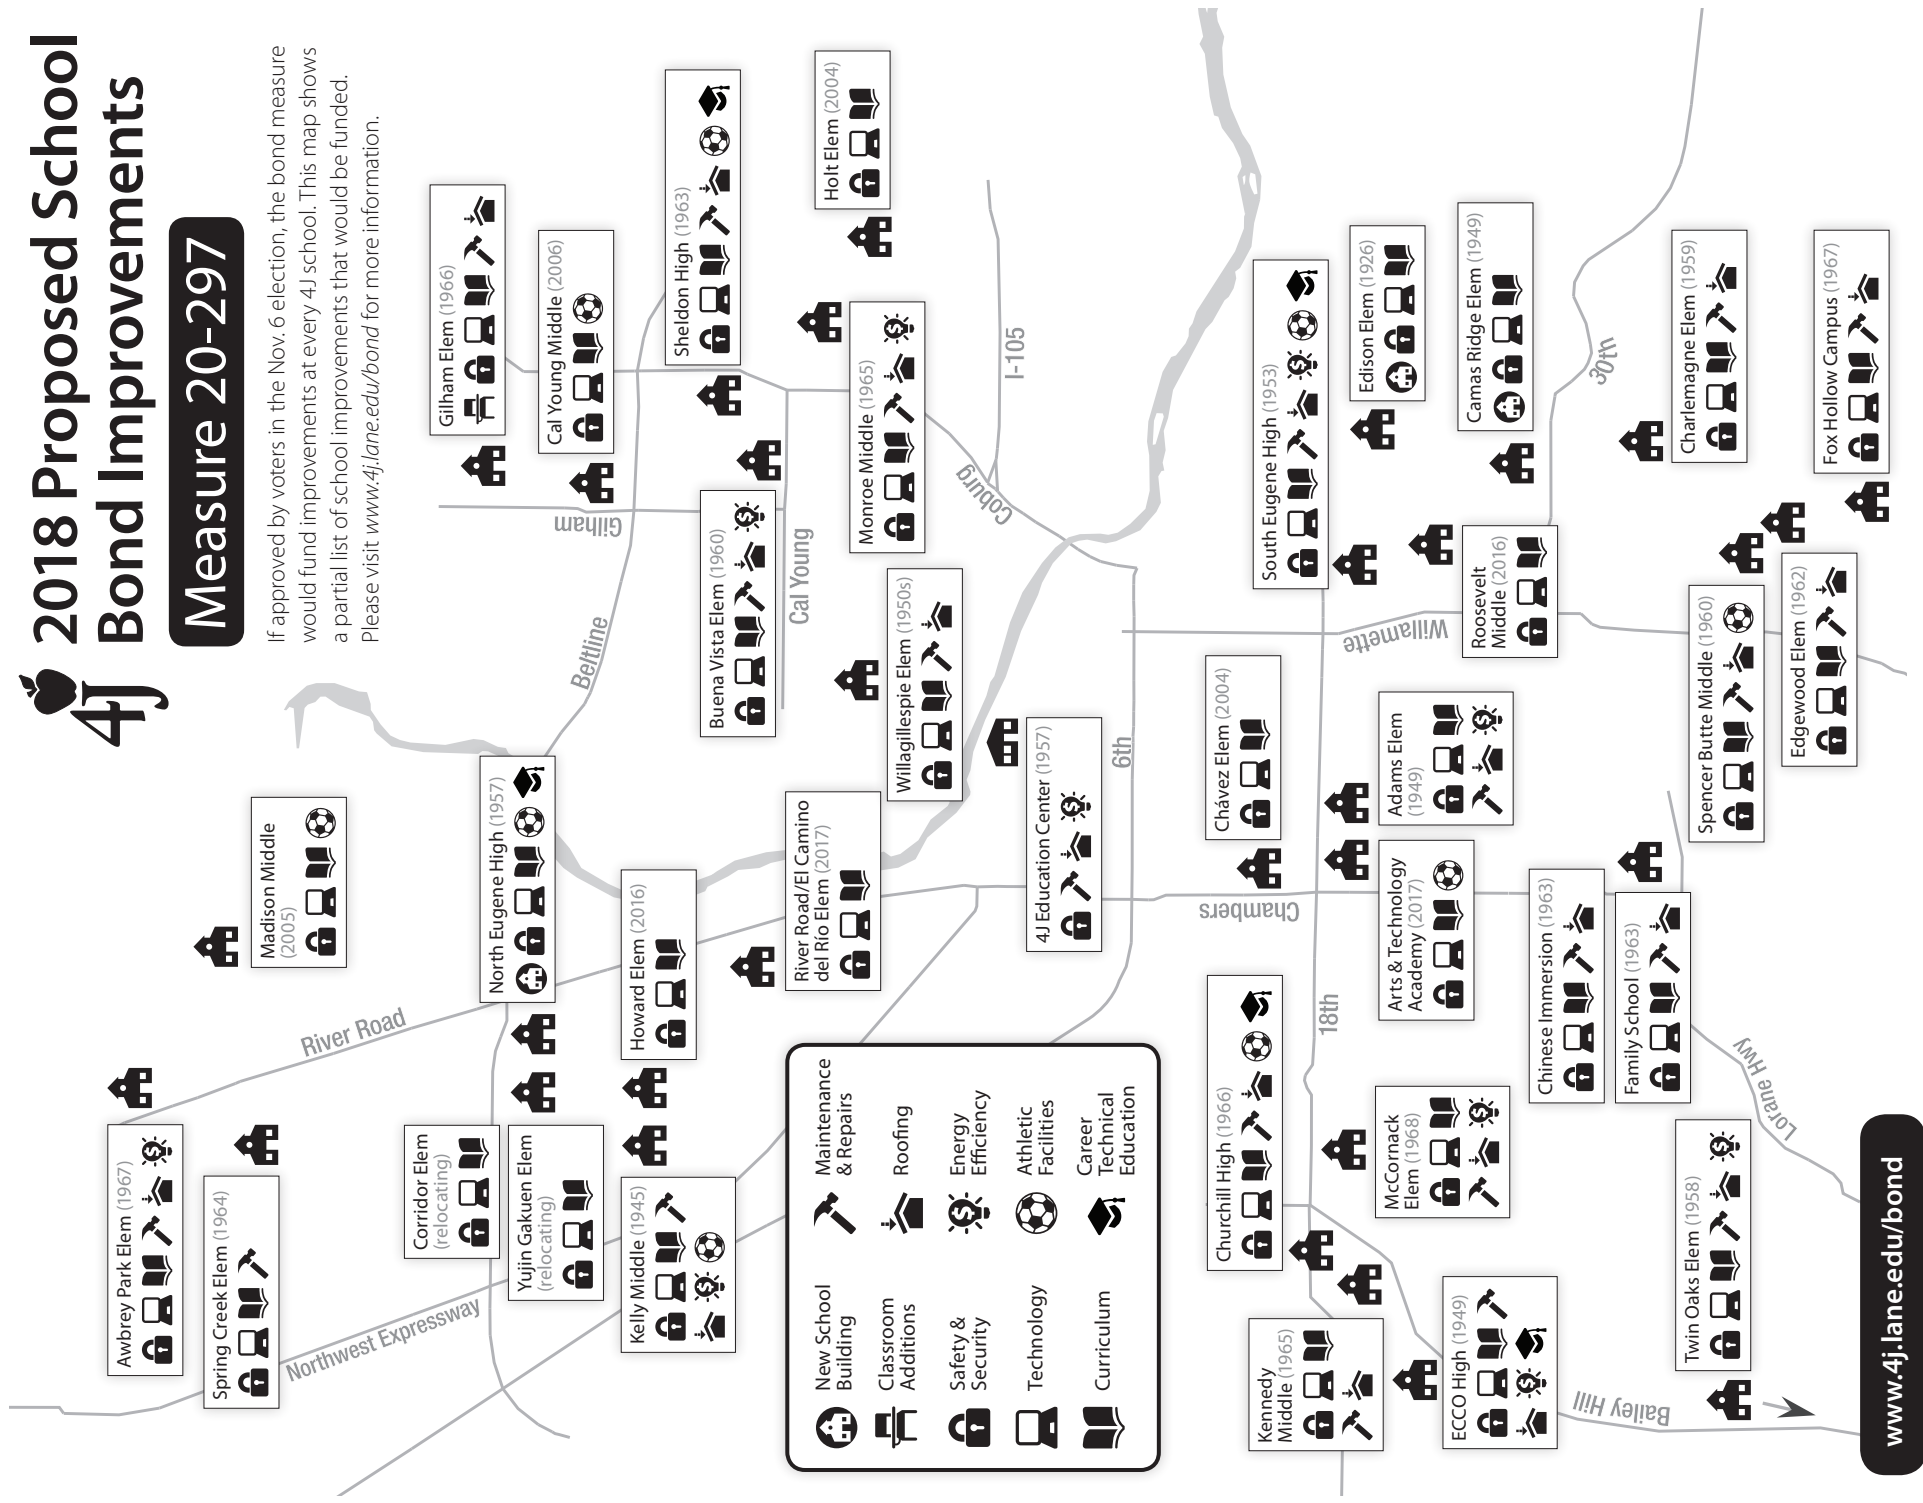 4J
2018 Proposed School
Bond Improvements
Measure 20-297
If approved by voters in the Nov. 6 election, the bond measure
would fund improvements at every 4J school. This map shows
a partial list of school improvements that would be funded.
Please visit www.4j.lane.edu/bond for more information.
Awbrey Park Elem (1967)
Spring Creek Elem (1964)
Madison Middle
(2005)
River Road
Northwest Expressway
Corridor Elem
(relocating)
Yujin Gakuen Elem
(relocating)
North Eugene High (1957)
Beltline
Gilham
Gilham Elem (1966)
Cal Young Middle (2006)
Sheldon High (1963)
Holt Elem (2004)
Kelly Middle (1945)
Howard Elem (2016)
Buena Vista Elem (1960)
Cal Young
Monroe Middle (1965)
River Road/El Camino
del Río Elem (2017)
Willagillespie Elem (1950s)
Coburg
I-105
4J Education Center (1957)
6th
New School
Building
Classroom
Additions
Safety &
Security
Technology
Curriculum
Maintenance
& Repairs
Roofing
Energy
Efficiency
Athletic
Facilities
Career
Technical
Education
Churchill High (1966)
Chambers
Chávez Elem (2004)
South Eugene High (1953)
Kennedy
Middle (1965)
18th
McCornack
Elem (1968)
Arts & Technology
Academy (2017)
Adams Elem
(1949)
Willamette
Edison Elem (1926)
Roosevelt
Middle (2016)
Camas Ridge Elem (1949)
ECCO High (1949)
Chinese Immersion (1963)
Family School (1963)
30th
Bailey Hill
Twin Oaks Elem (1958)
Lorane Hwy
Spencer Butte Middle (1960)
Edgewood Elem (1962)
Charlemagne Elem (1959)
Fox Hollow Campus (1967)
www.4j.lane.edu/bond